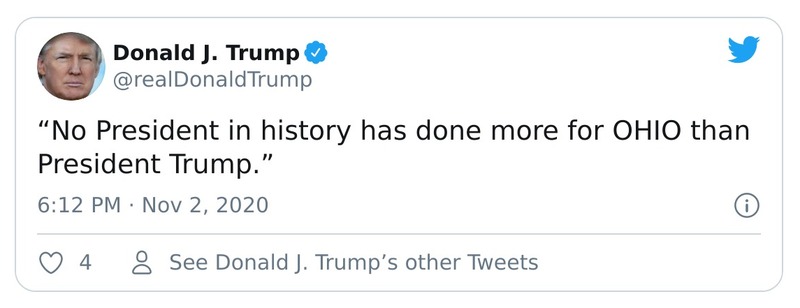 Donald J. Trump
@realDonaldTrump
“No President in history has done more for OHIO than
President Trump.”
6:12 PM · Nov 2, 2020
4
See Donald J. Trump’s other Tweets